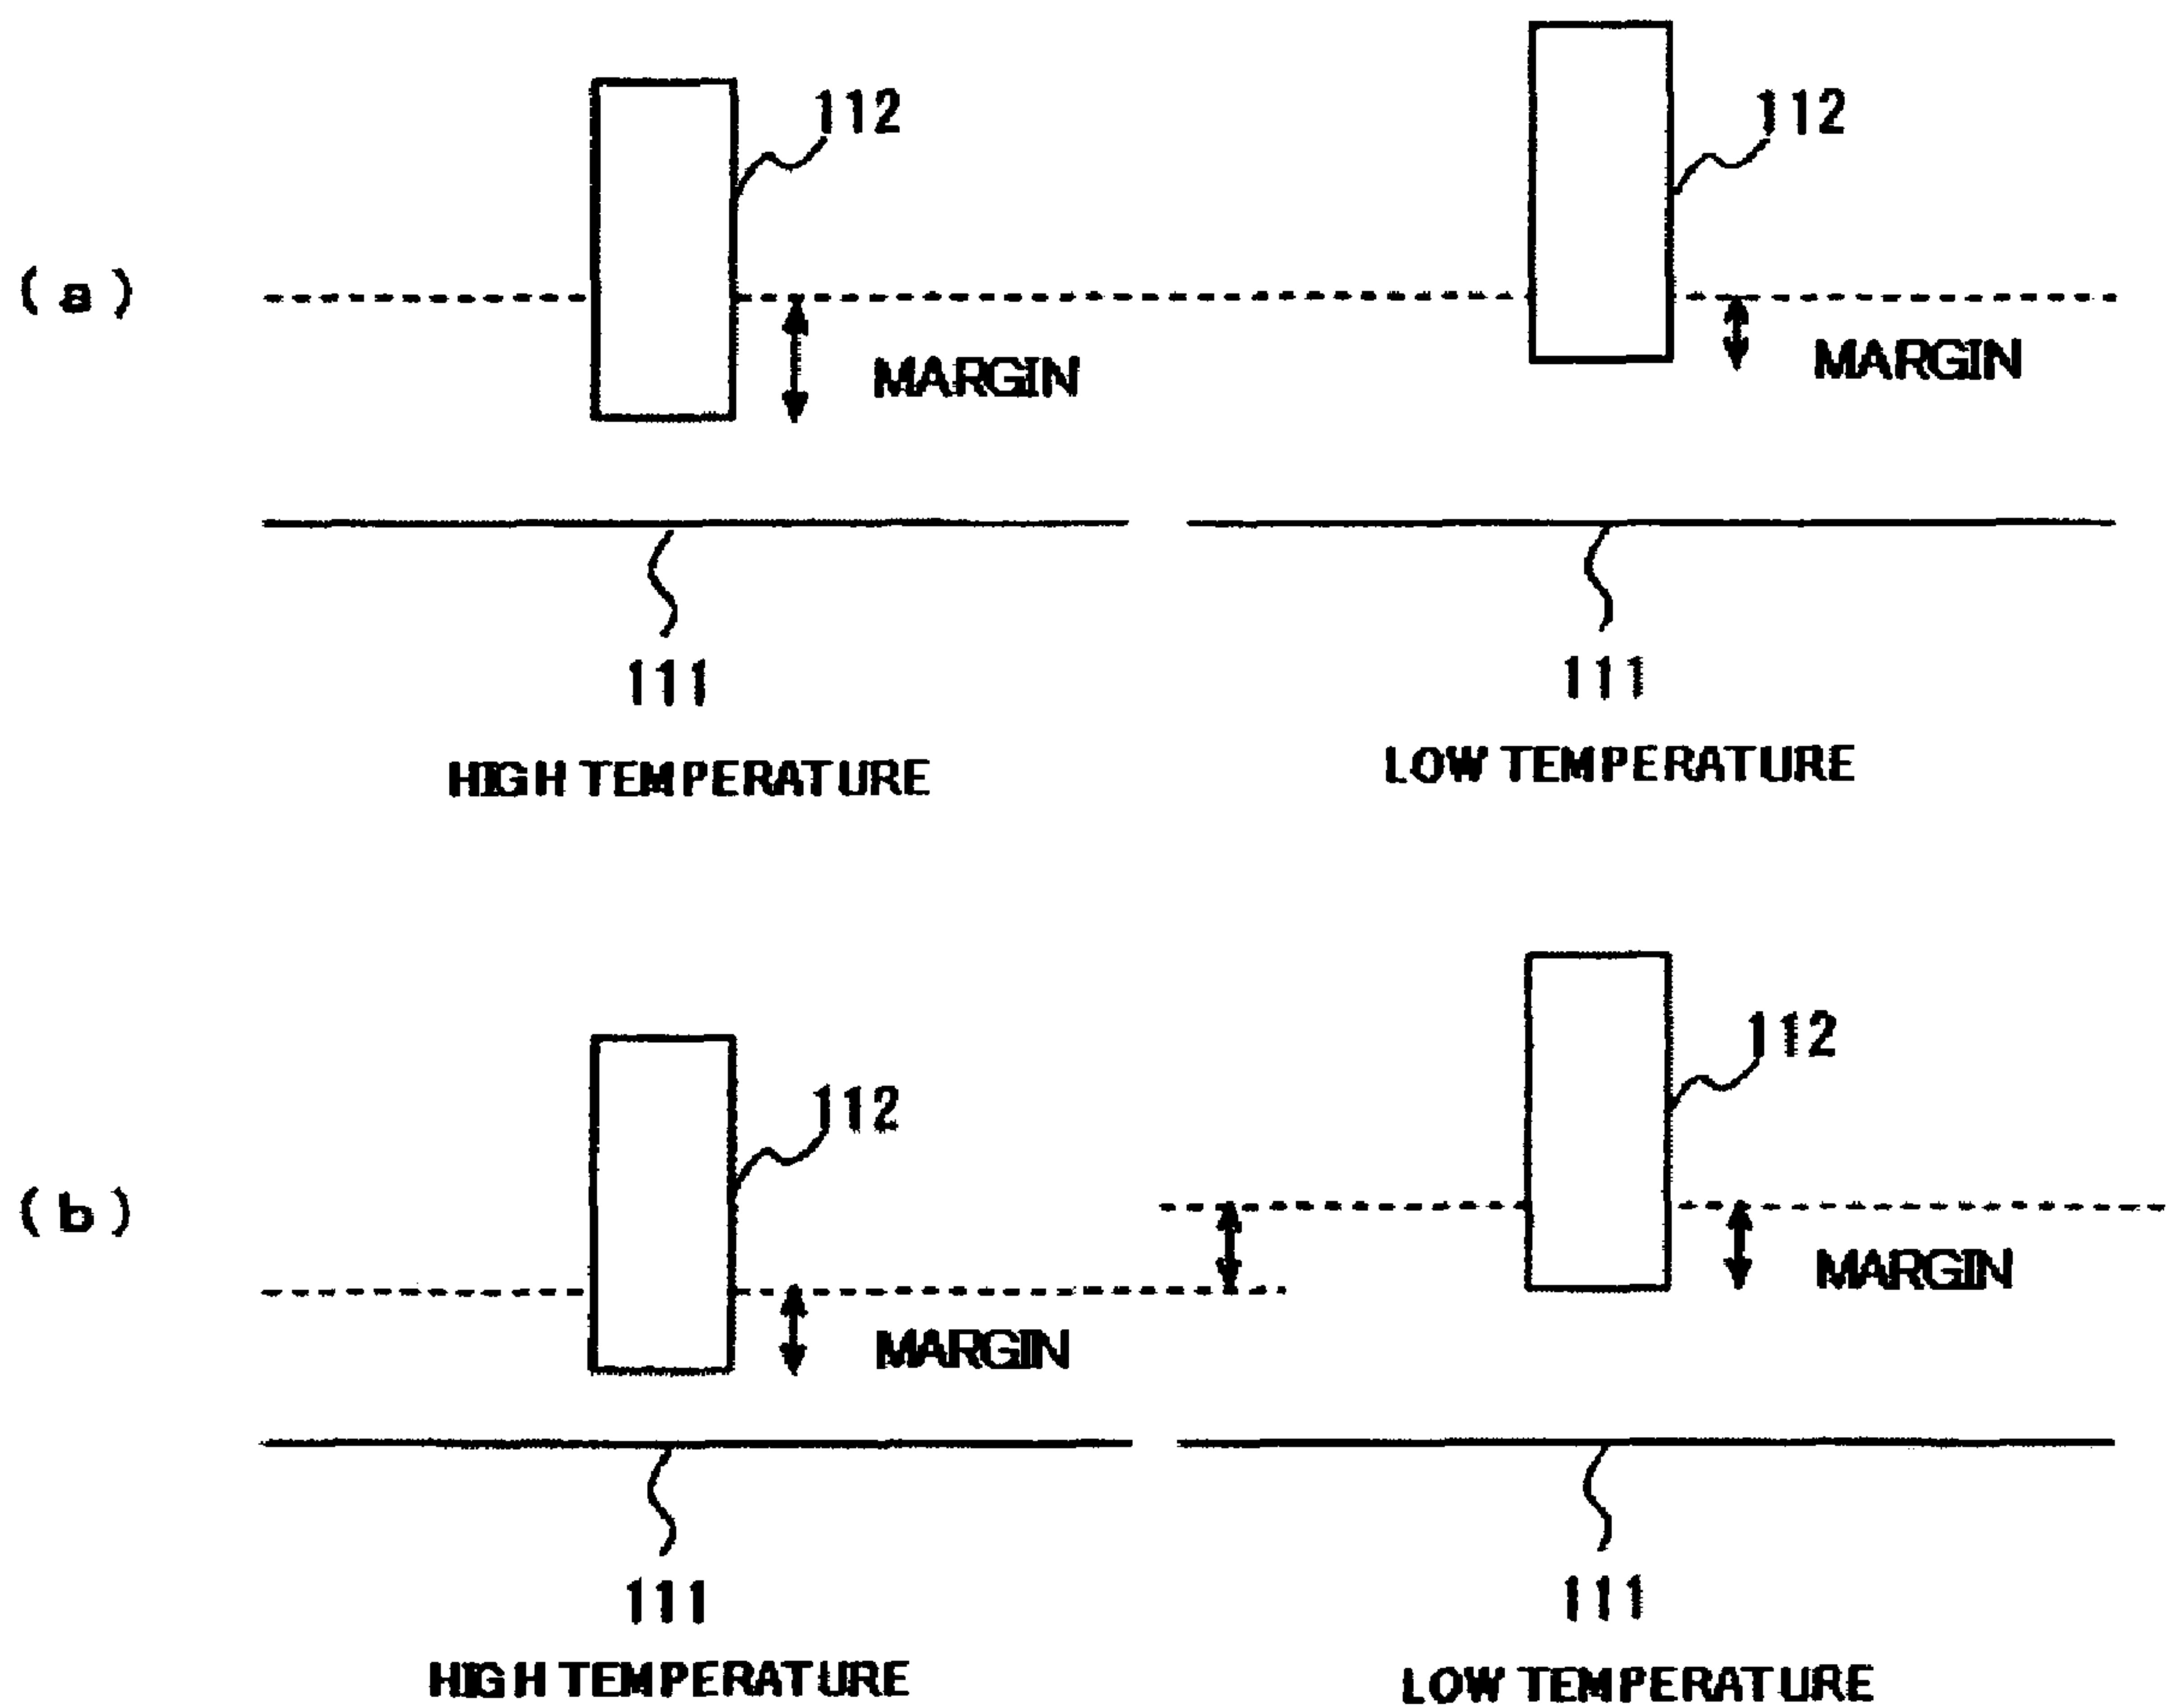 112
112
(a)
MARGIN
MARGIN
111
111
HIGH TEMPERATURE
LOW TEMPERATURE
112
112
(b)
MARGIN
MARGIN
111
111
HIGH TEMPERATURE
LOW TEMPERATURE